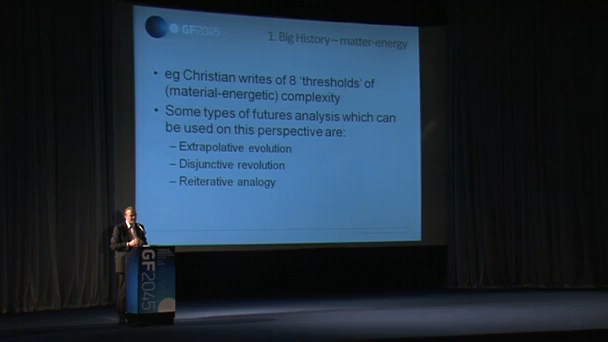 GF2045
1. Big History – matter-energy
• eg Christian writes of 8 'thresholds' of
(material-energetic) complexity
• Some types of futures analysis which can
be used on this perspective are:
– Extrapolative evolution
– Disjunctive revolution
– Reiterative analogy
GF2045